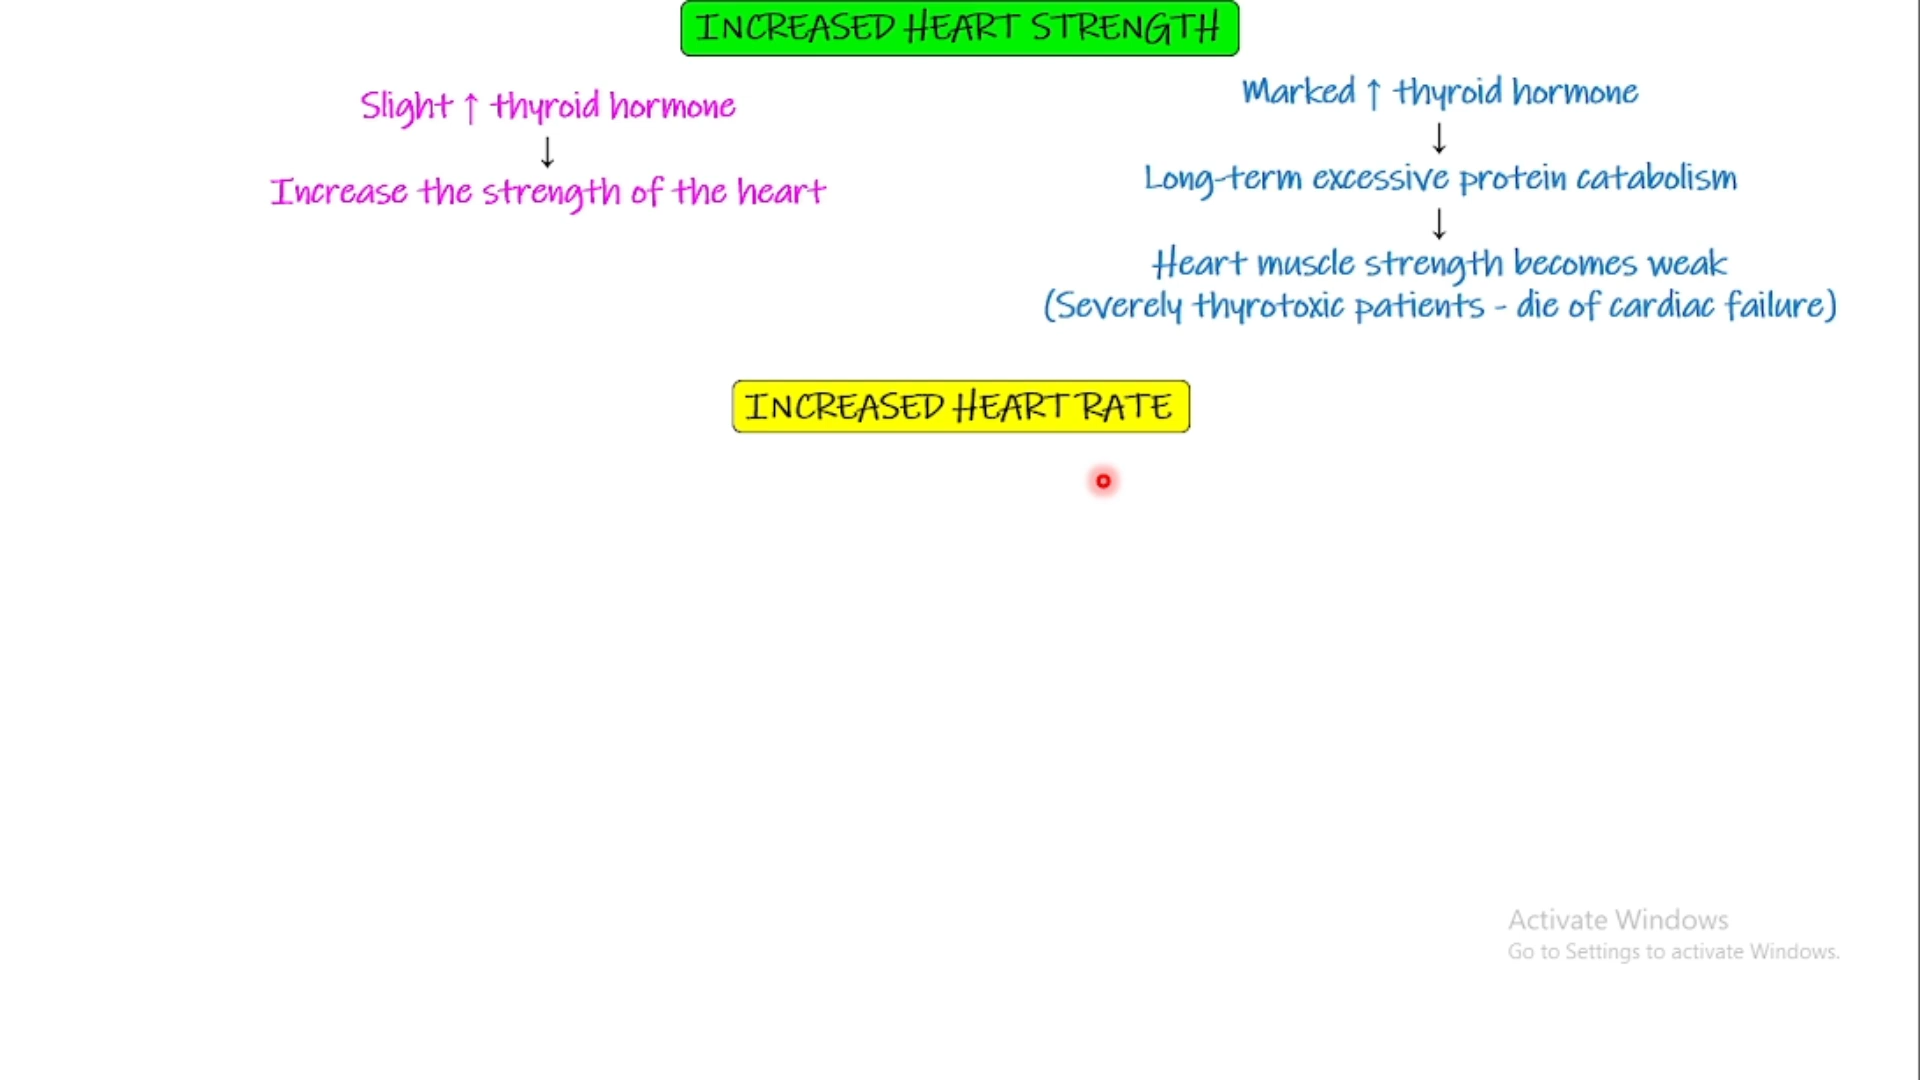 INCREASED HEART STRENGTH
Slight ↑ thyroid hormone
↓
Increase the strength of the heart
Marked ↑ thyroid hormone
↓
Long-term excessive protein catabolism
↓
Heart muscle strength becomes weak
(Severely thyrotoxic patients - die of cardiac failure)
INCREASED HEART RATE
Activate Windows
Go to Settings to activate Windows.